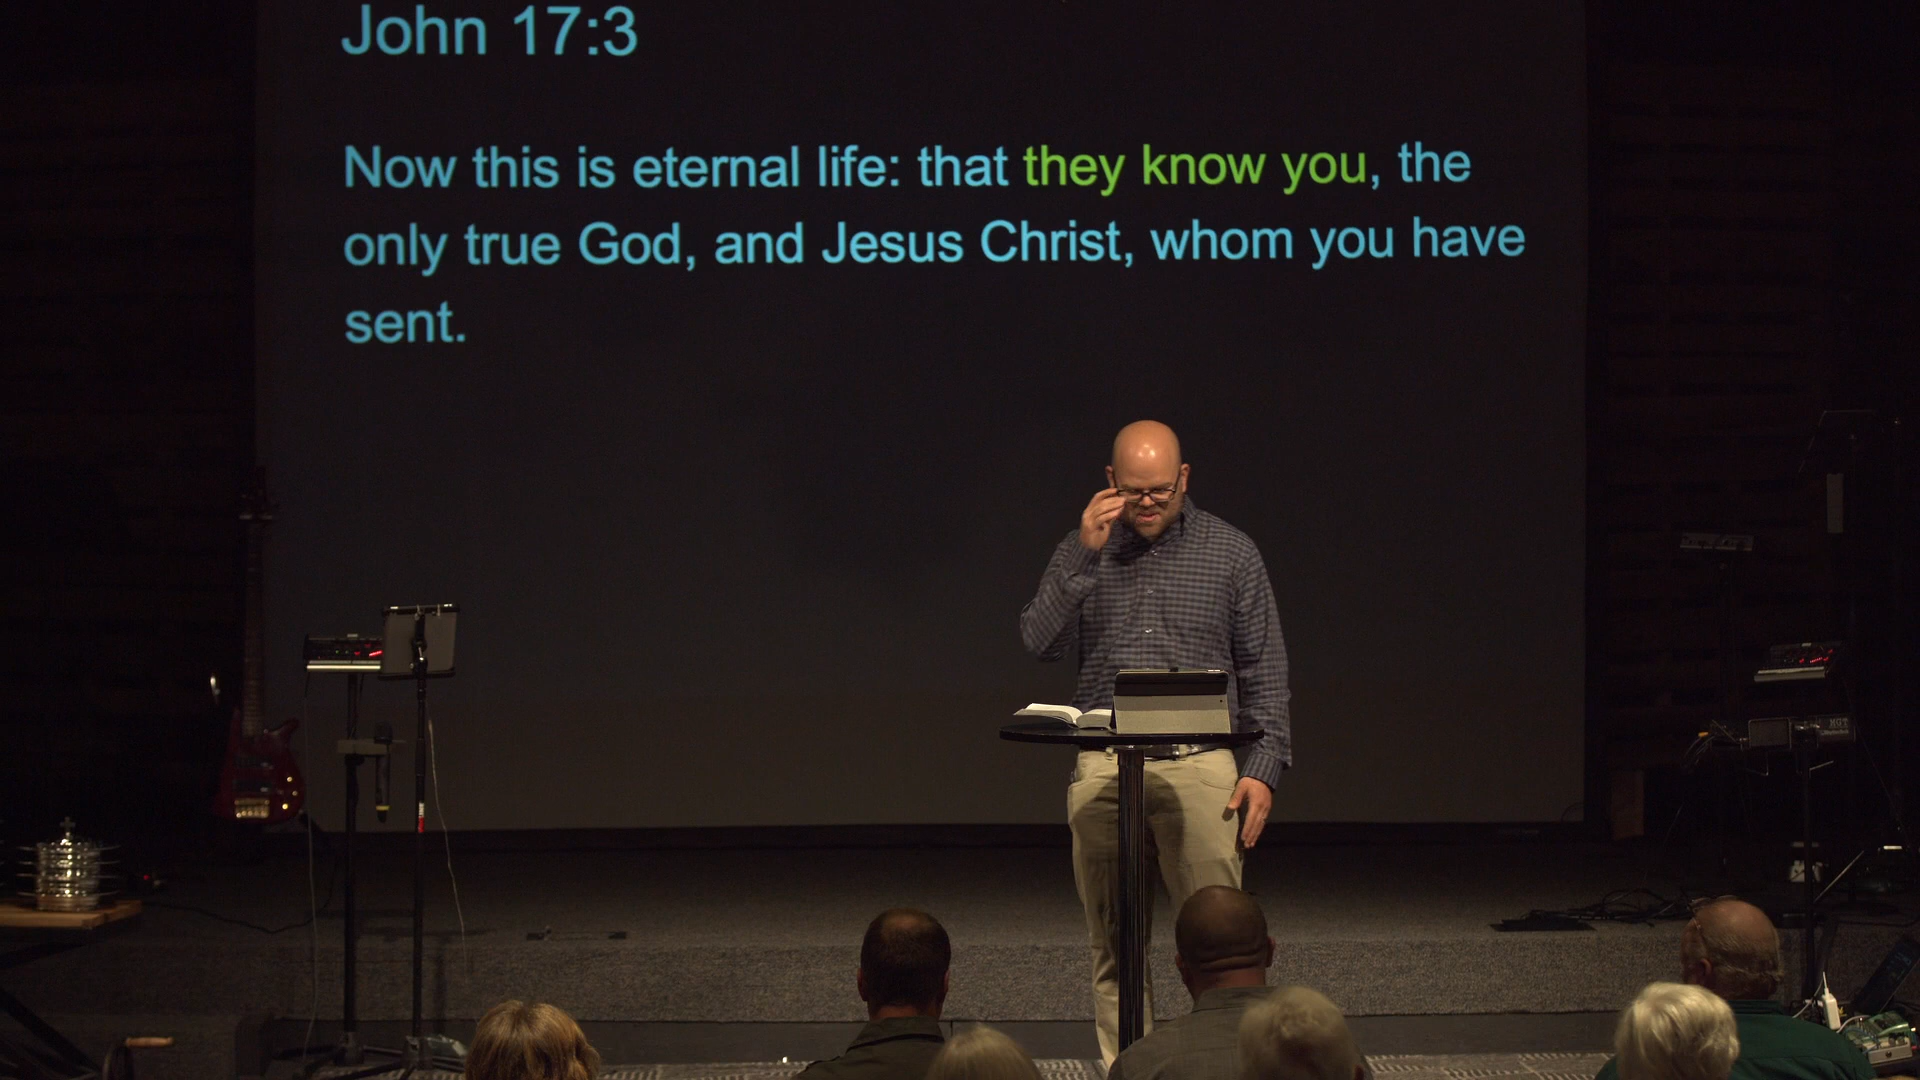 John 17:3
Now this is eternal life: that they know you, the
only true God, and Jesus Christ, whom you have
sent.